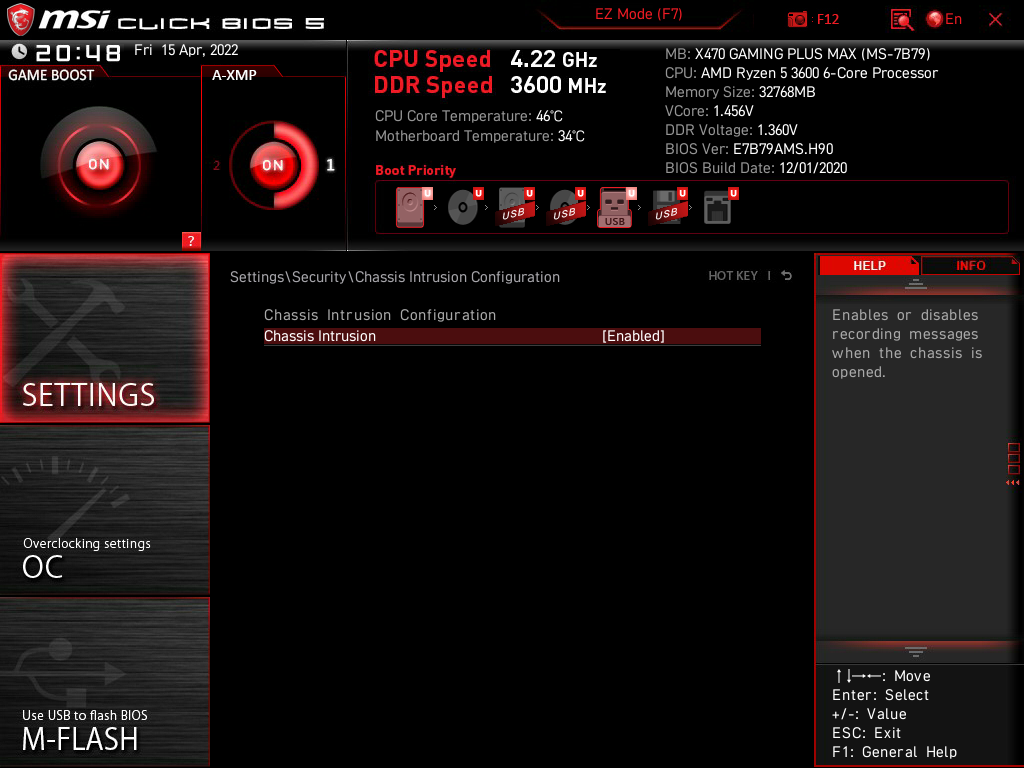 msi CLICK BIOS 5
EZ Mode (F7)
: F12
En
20:48 Fri 15 Apr, 2022
GAME BOOST
ON
?
A-XMP
2
ON
1
CPU Speed 4.22 GHz
DDR Speed 3600 MHz
CPU Core Temperature: 46°C
Motherboard Temperature: 34°C
MB: X470 GAMING PLUS MAX (MS-7B79)
CPU: AMD Ryzen 5 3600 6-Core Processor
Memory Size: 32768MB
VCore: 1.456V
DDR Voltage: 1.360V
BIOS Ver: E7B79AMS.H90
BIOS Build Date: 12/01/2020
Boot Priority
U U U U U U U
USB USB USB USB
SETTINGS
Overclocking settings
OC
Use USB to flash BIOS
M-FLASH
Settings\Security\Chassis Intrusion Configuration
HOT KEY |
Chassis Intrusion Configuration
Chassis Intrusion [Enabled]
HELP INFO
Enables or disables
recording messages
when the chassis is
opened.
↑↓→←: Move
Enter: Select
+/-: Value
ESC: Exit
F1: General Help